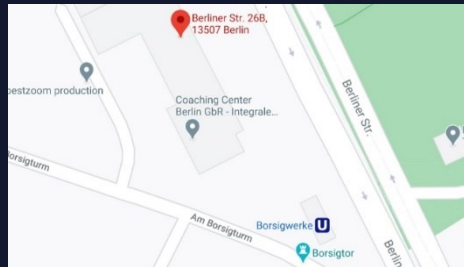 Berliner Str. 26B,
13507 Berlin
bestzoom production
Coaching Center
Berlin GbR - Integrale...
Berliner Str.
Borsigturm
Am Borsigturm
Borsigwerke U
Borsigtor
Berlin